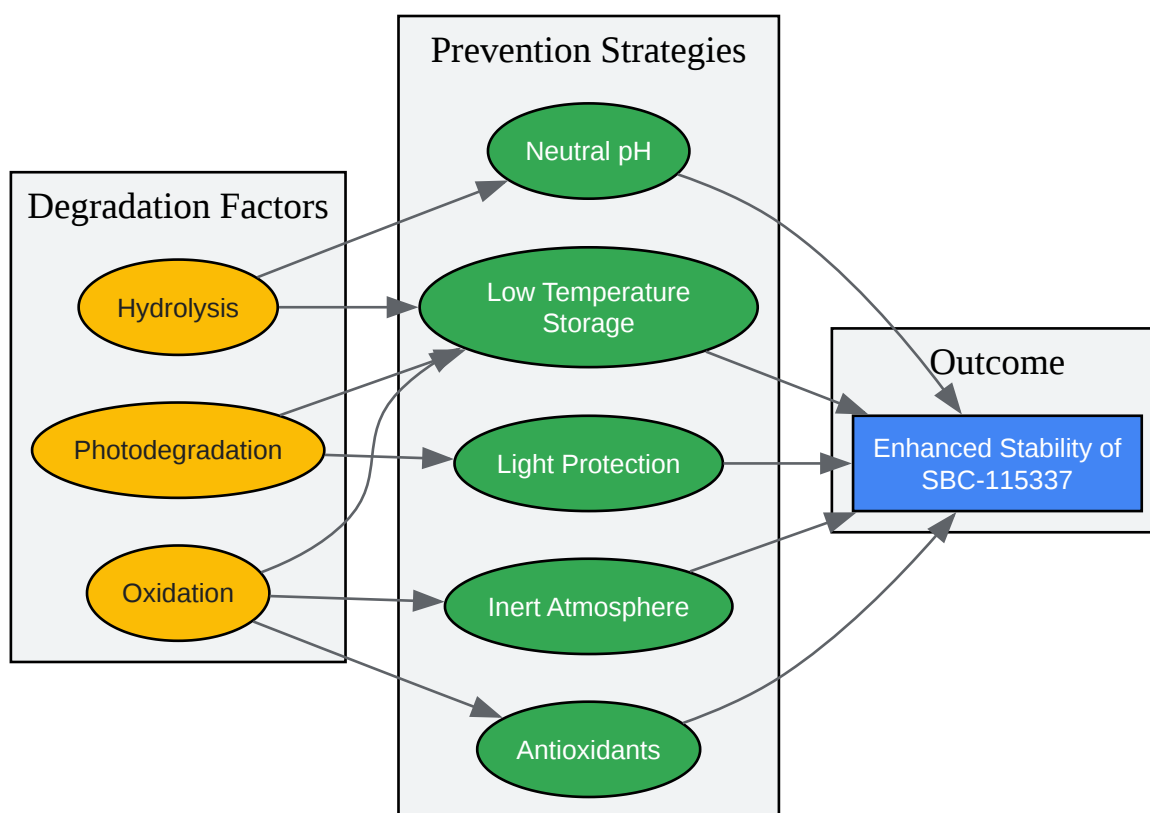 Degradation Factors
Hydrolysis
Photodegradation
Oxidation
Prevention Strategies
Neutral pH
Low Temperature
Storage
Light Protection
Inert Atmosphere
Antioxidants
Outcome
Enhanced Stability of
SBC-115337